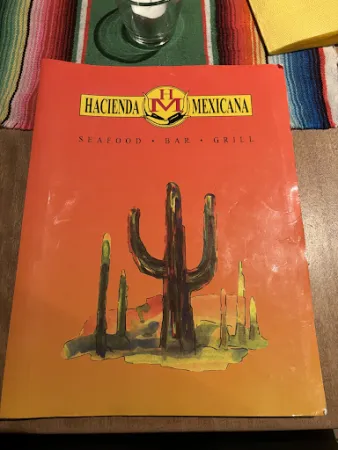 HACIENDA HM MEXICANA
SEAFOOD • BAR • GRILL